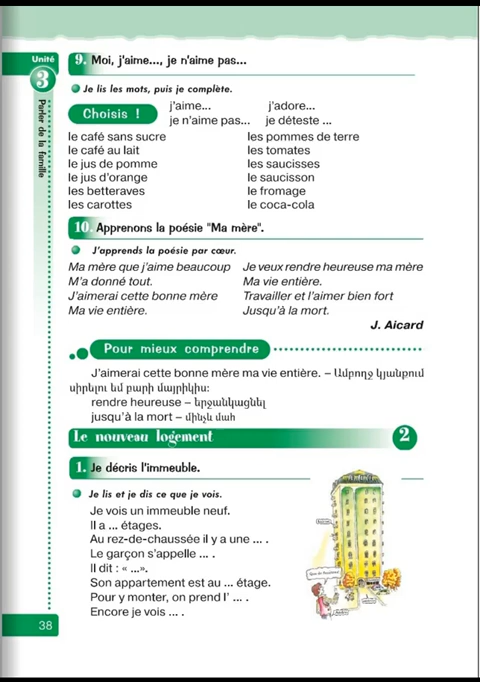 Unité
3
Parler de la famille
9. Moi, j'aime..., je n'aime pas...
Je lis les mots, puis je complète.
Choisis !
j'aime... j'adore...
je n'aime pas... je déteste ...
le café sans sucre les pommes de terre
le café au lait les tomates
le jus de pomme les saucisses
le jus d'orange le saucisson
les betteraves le fromage
les carottes le coca-cola
10. Apprenons la poésie "Ma mère".
J'apprends la poésie par cœur.
Ma mère que j'aime beaucoup
M'a donné tout.
J'aimerai cette bonne mère
Ma vie entière.
Je veux rendre heureuse ma mère
Ma vie entière.
Travailler et l'aimer bien fort
Jusqu'à la mort.
J. Aicard
Pour mieux comprendre
J'aimerai cette bonne mère ma vie entière. – Ամբողջ կյանքում
սիրելու եմ բարի մայրիկիս:
rendre heureuse – երջանկացնել
jusqu'à la mort – մինչև մահ
Le nouveau logement
2
1. Je décris l'immeuble.
Je lis et je dis ce que je vois.
Je vois un immeuble neuf.
Il a ... étages.
Au rez-de-chaussée il y a une ... .
Le garçon s'appelle ... .
Il dit : « ...».
Son appartement est au ... étage.
Pour y monter, on prend l' ... .
Encore je vois ... .
38